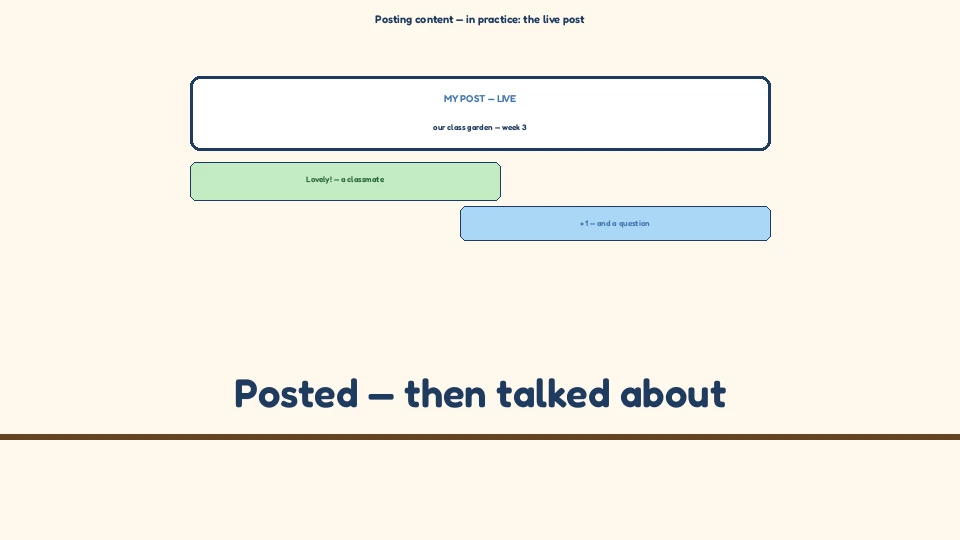 Posting content — in practice: the live post
MY POST — LIVE
our class garden — week 3
Lovely! — a classmate
+1 — and a question
Posted — then talked about